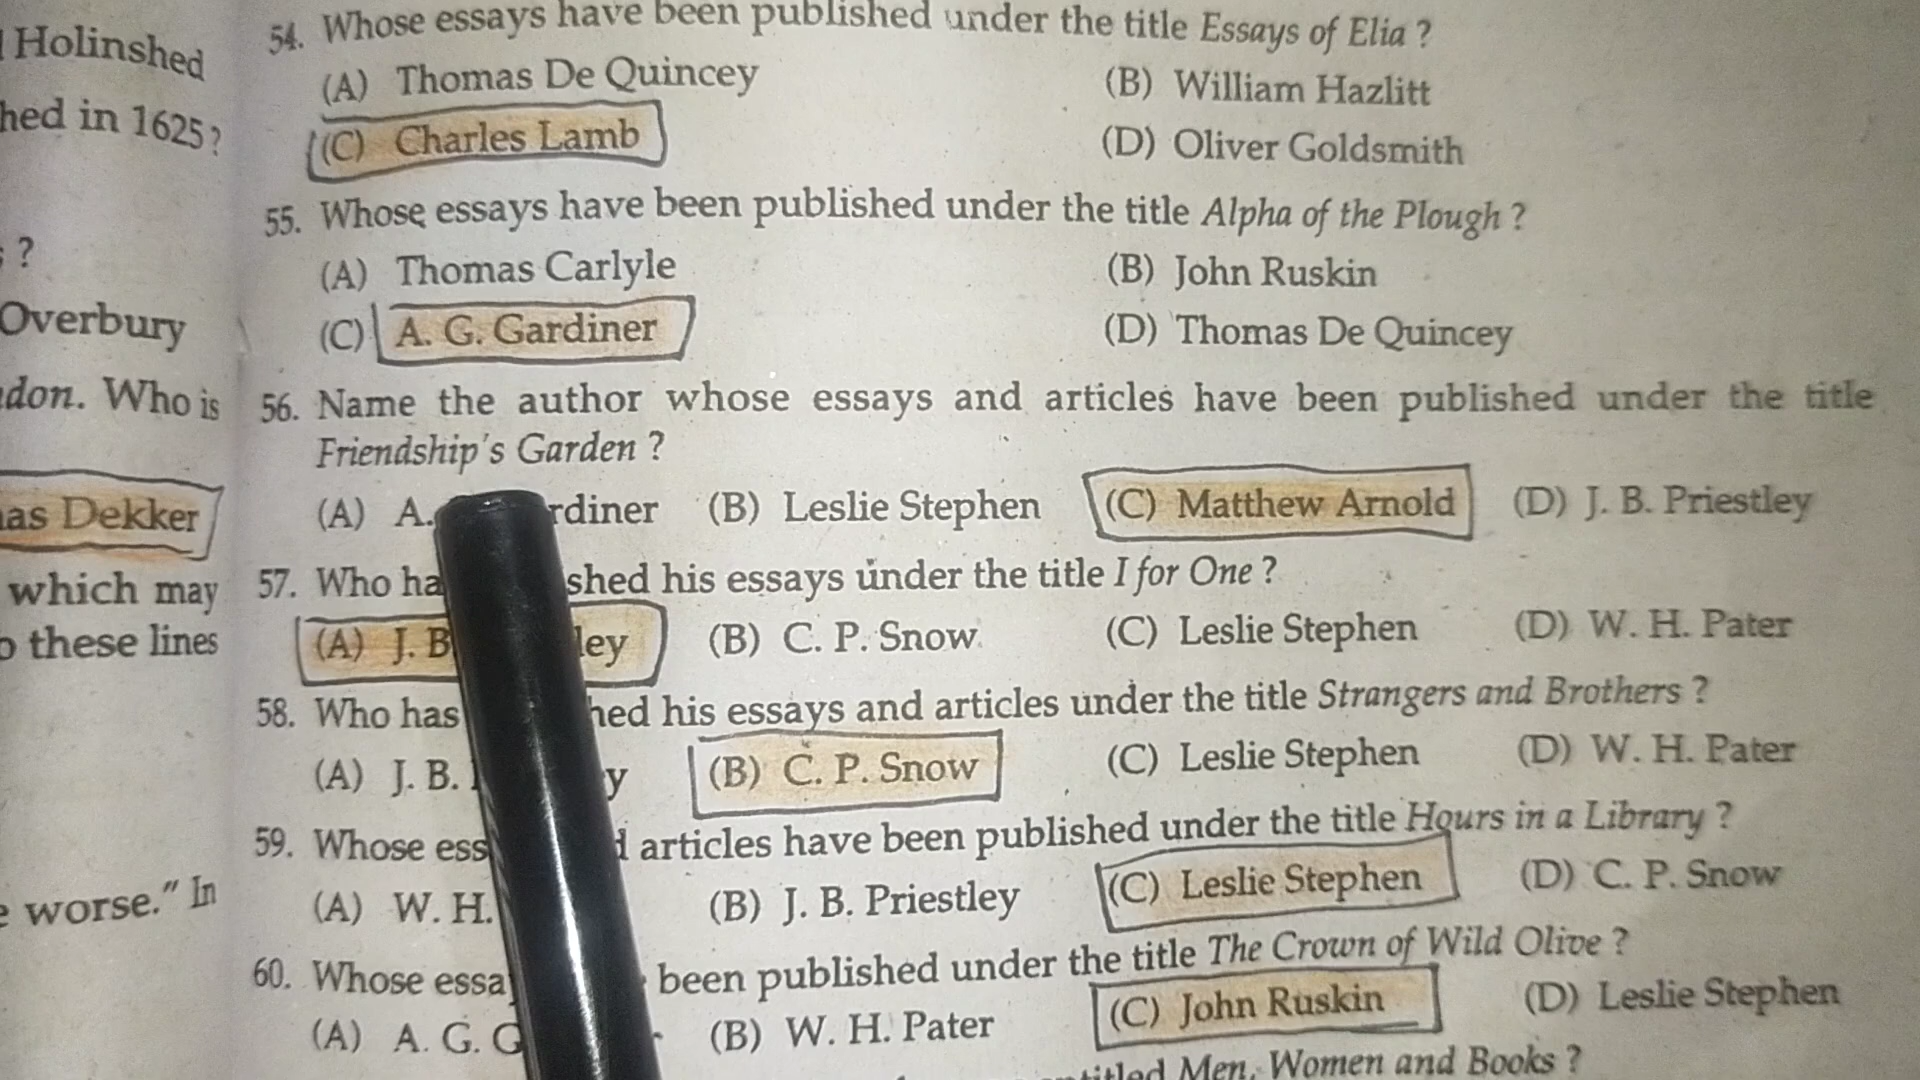 Holinshed
hed in 1625?
?
Overbury
don. Who is
as Dekker
which may
these lines
worse." In
54. Whose essays have been published under the title Essays of Elia ?
(A) Thomas De Quincey (B) William Hazlitt
(C) Charles Lamb (D) Oliver Goldsmith
55. Whose essays have been published under the title Alpha of the Plough ?
(A) Thomas Carlyle (B) John Ruskin
(C) A. G. Gardiner (D) Thomas De Quincey
56. Name the author whose essays and articles have been published under the title
Friendship's Garden ?
(A) A. rdiner (B) Leslie Stephen (C) Matthew Arnold (D) J. B. Priestley
57. Who ha shed his essays under the title I for One ?
(A) J. B ley (B) C. P. Snow (C) Leslie Stephen (D) W. H. Pater
58. Who has hed his essays and articles under the title Strangers and Brothers ?
(A) J. B. y (B) C. P. Snow (C) Leslie Stephen (D) W. H. Pater
59. Whose ess d articles have been published under the title Hours in a Library ?
(A) W. H. (B) J. B. Priestley (C) Leslie Stephen (D) C. P. Snow
60. Whose essa been published under the title The Crown of Wild Olive ?
(A) A. G. G (B) W. H. Pater (C) John Ruskin (D) Leslie Stephen
titled Men, Women and Books ?